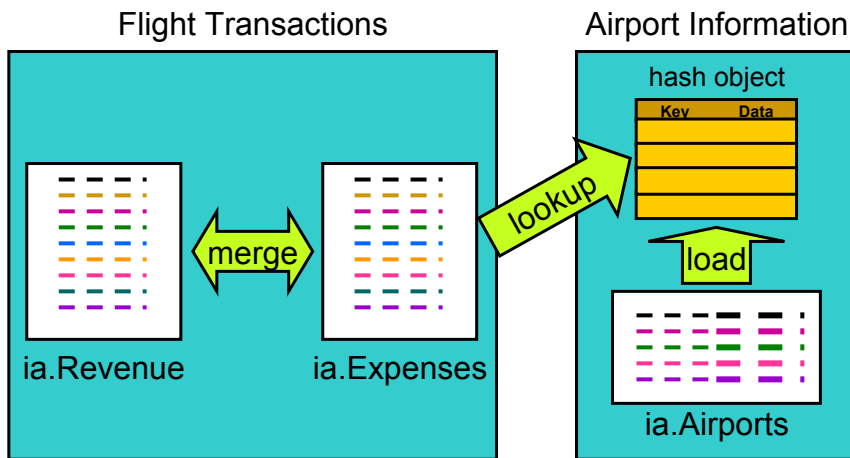 Flight Transactions
Airport Information
hash object
Key Data
lookup
merge
load
ia.Revenue
ia.Expenses
ia.Airports